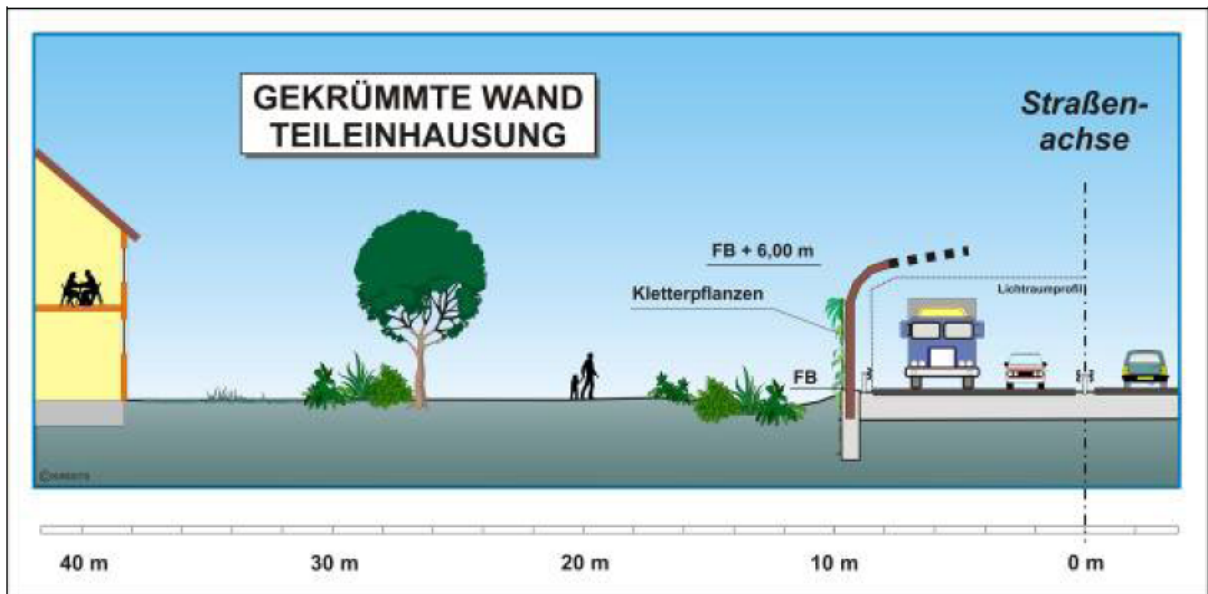 GEKRÜMMTE WAND
TEILEINHAUSUNG
Straßen-
achse
FB + 6,00 m
Kletterpflanzen
Lichtraumprofil
FB
40 m 30 m 20 m 10 m 0 m